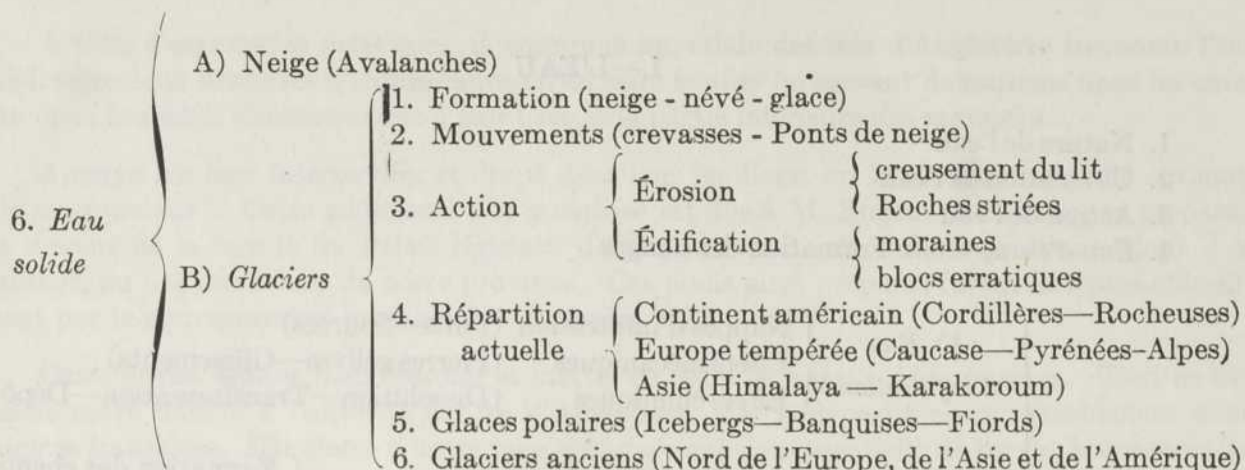 A) Neige (Avalanches)
1. Formation (neige - névé - glace)
2. Mouvements (crevasses - Ponts de neige)
creusement du lit
Érosion
6. Eau
3. Action
Roches striées
solide
Édification
moraines
B) Glaciers
blocs erratiques
4. Répartition
Continent américain (Cordillères—Rocheuses)
actuelle
Europe tempérée (Caucase—Pyrénées-Alpes)
Asie (Himalaya — Karakoroum)
5. Glaces polaires (Icebergs—Banquises—Fiords)
6. Glaciers anciens (Nord de l'Europe, de l'Asie et de l'Amérique)